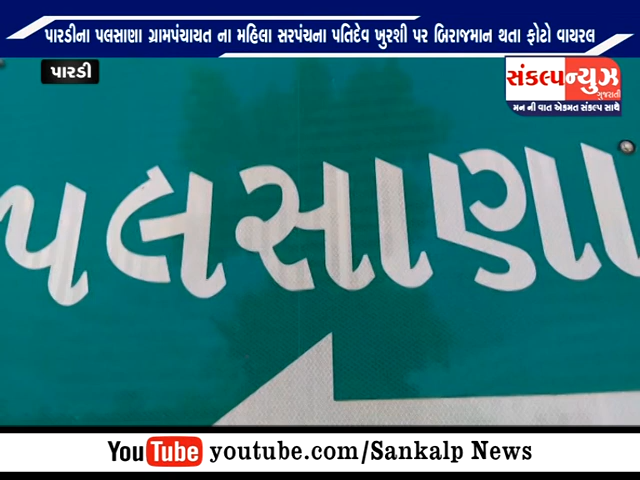 પારડીના પલસાણા ગ્રામપંચાયત ના મહિલા સરપંચના પતિદેવ ખુરશી પર બિરાજમાન થતા ફોટો વાયરલ
પારડી
સંકલ્પન્યુઝ
ગુજરાતી
મન ની વાત એકમત સંકલ્પ સાથે
પલસાણા
YouTube youtube.com/Sankalp News